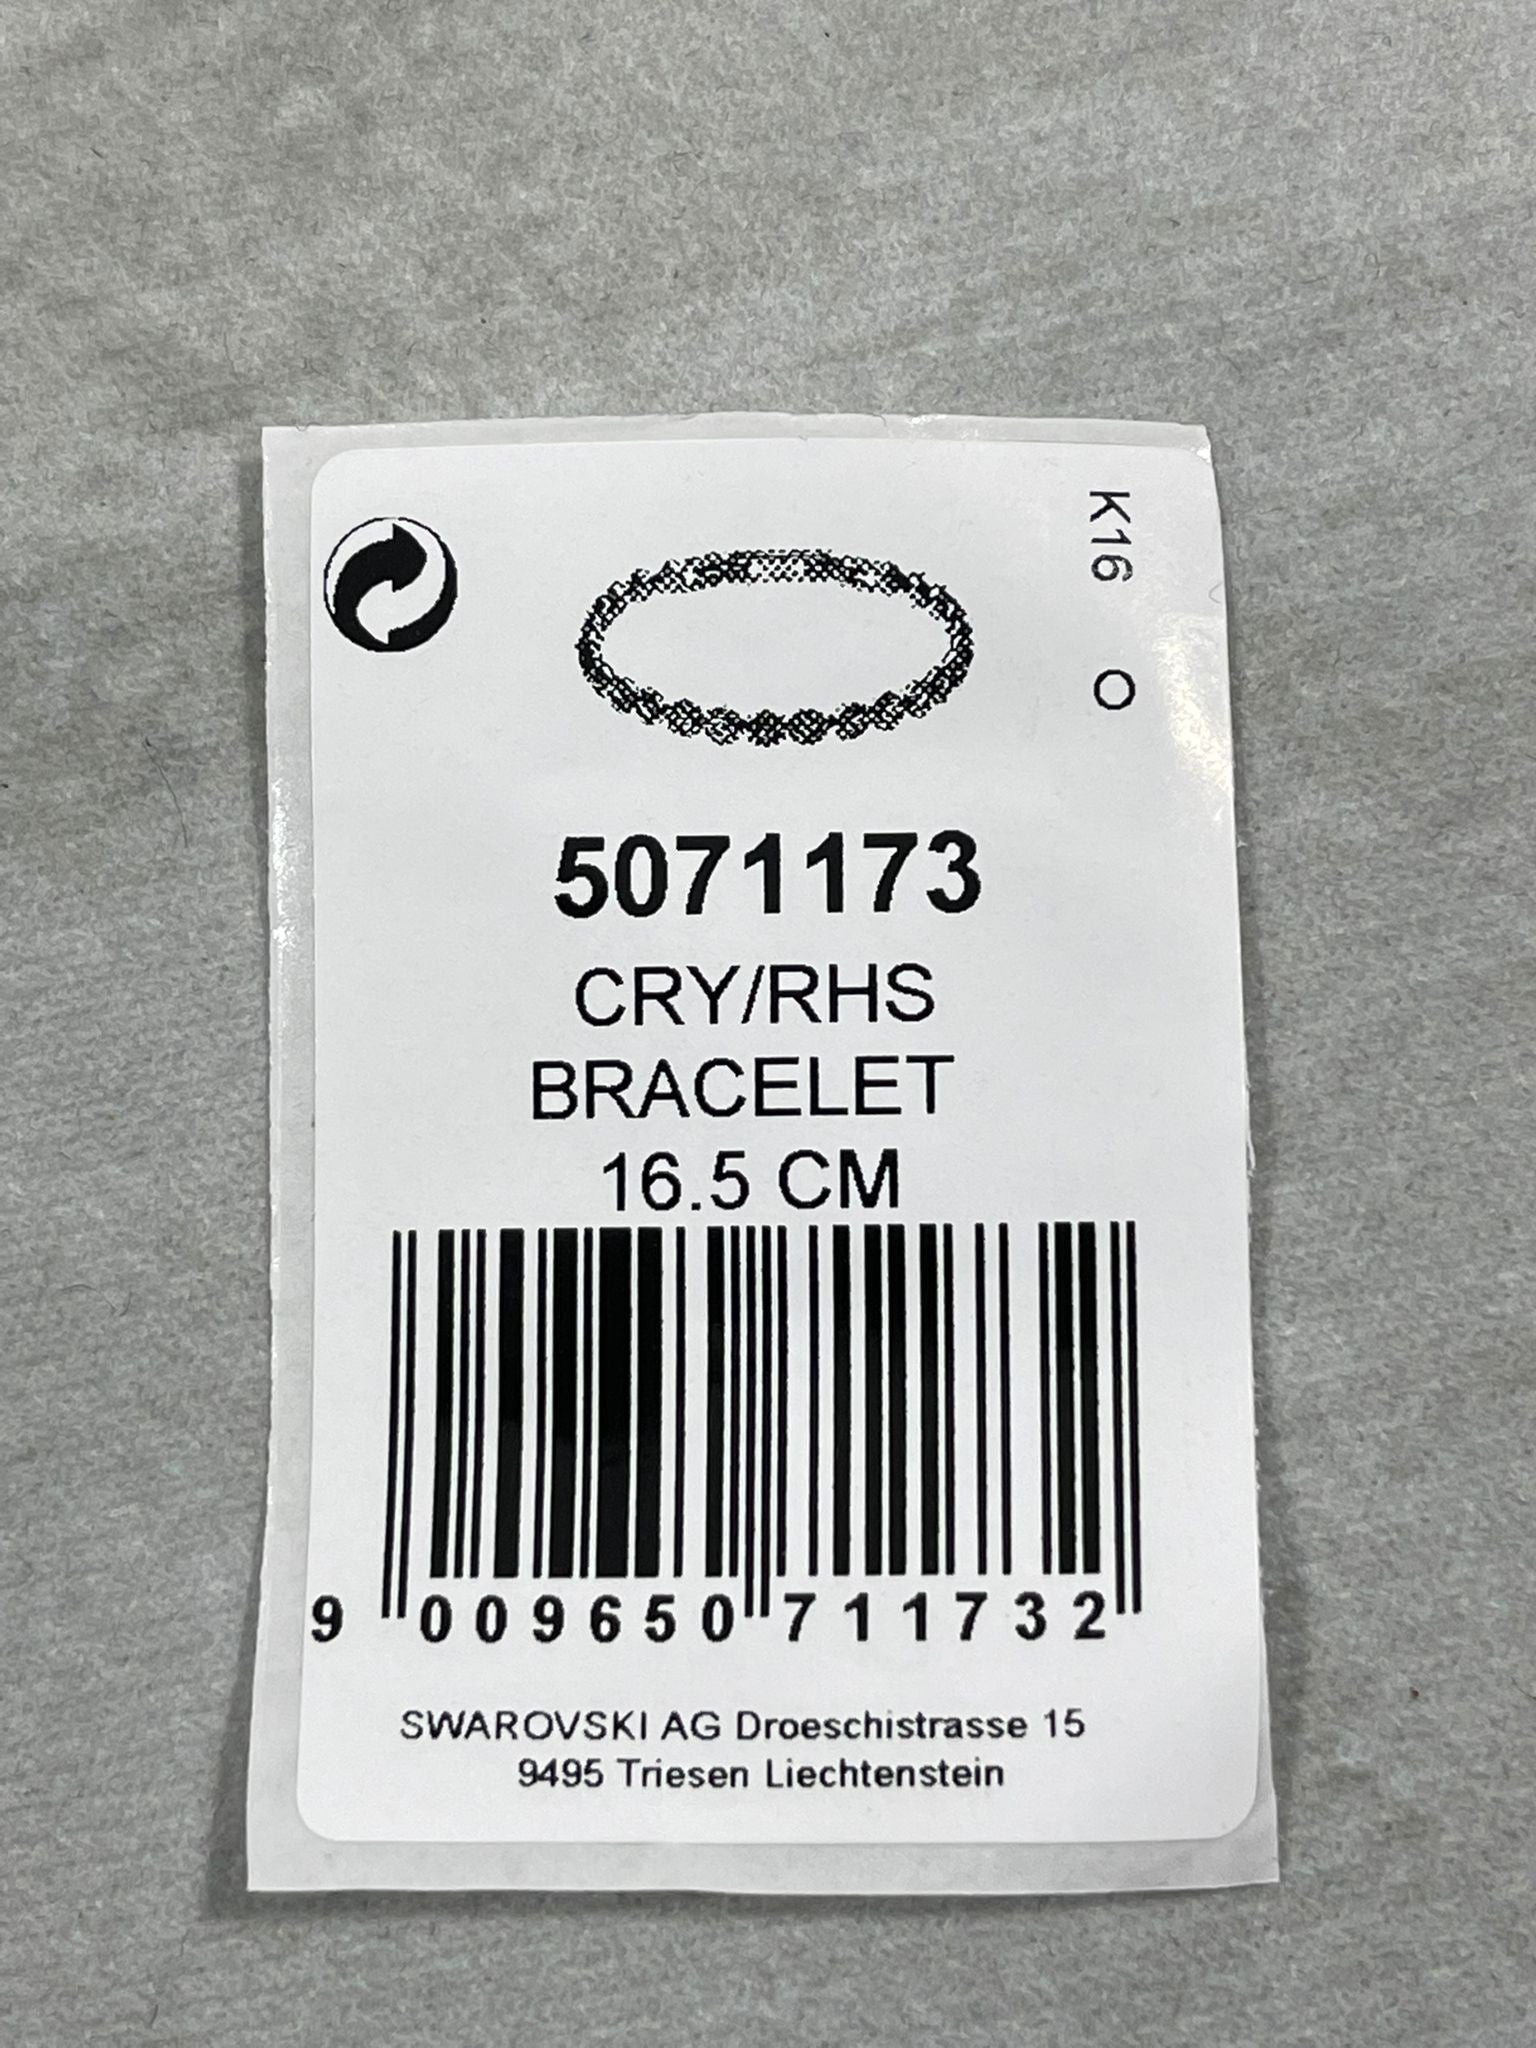 K16 O
5071173
CRY/RHS
BRACELET
16.5 CM
9 009650 711732
SWAROVSKI AG Droeschistrasse 15
9495 Triesen Liechtenstein